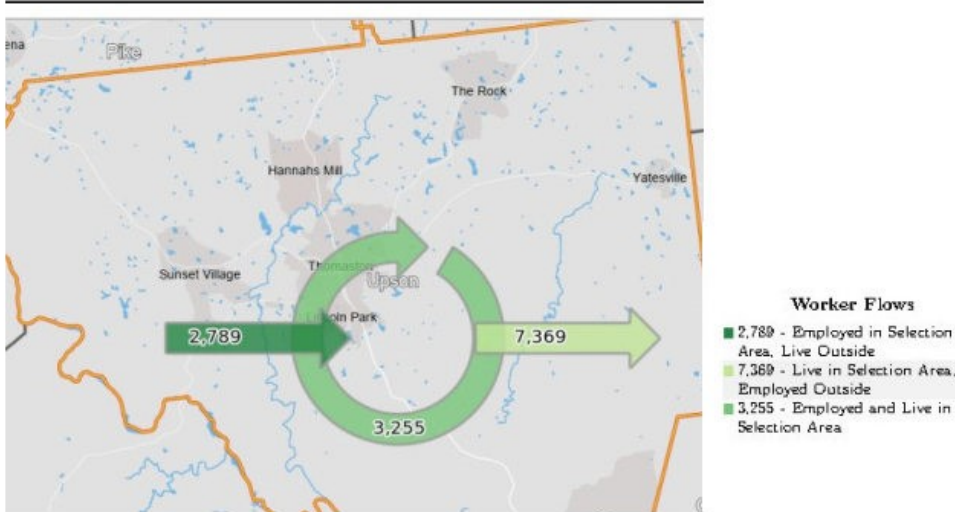 ena
Pike
The Rock
Hannahs Mill
Yatesville
Sunset Village
Thomaston
Upson
Lincoln Park
2,789
7,369
3,255
Worker Flows
2,789 - Employed in Selection
Area, Live Outside
7,369 - Live in Selection Area,
Employed Outside
3,255 - Employed and Live in
Selection Area